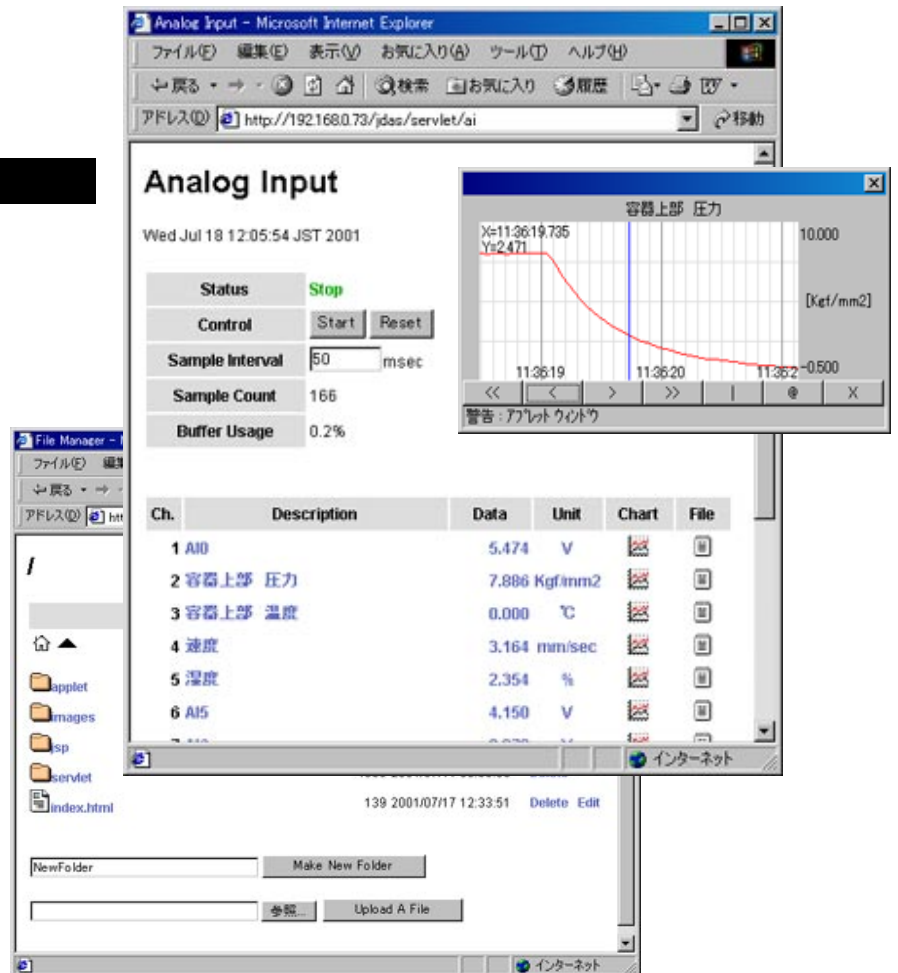 Analog Input - Microsoft Internet Explorer
ファイル(F) 編集(E) 表示(V) お気に入り(A) ツール(T) ヘルプ(H)
戻る 検索 お気に入り 履歴
アドレス(D) http://192.168.0.73/jdas/servlet/ai 移動
Analog Input
Wed Jul 18 12:05:54 JST 2001
Status Stop
Control Start Reset
Sample Interval 50 msec
Sample Count 166
Buffer Usage 0.2%
Ch. Description Data Unit Chart File
1 AI0 5.474 V
2 容器上部 圧力 7.886 Kgf/mm2
3 容器上部 温度 0.000 ℃
4 速度 3.164 mm/sec
5 湿度 2.354 %
6 AI5 4.150 V
インターネット
容器上部 圧力
X=11:36:19.735
Y=2.471
10.000
[Kgf/mm2]
-0.500
11:36:19 11:36:20 11:36:2
<< < > >> | @ X
警告 : アプレット ウィンドウ
File Manager -
ファイル(F)
戻る
アドレス(D)
/
applet
images
jsp
servlet
index.html 139 2001/07/17 12:33:51 Delete Edit
NewFolder Make New Folder
参照... Upload A File
インターネット